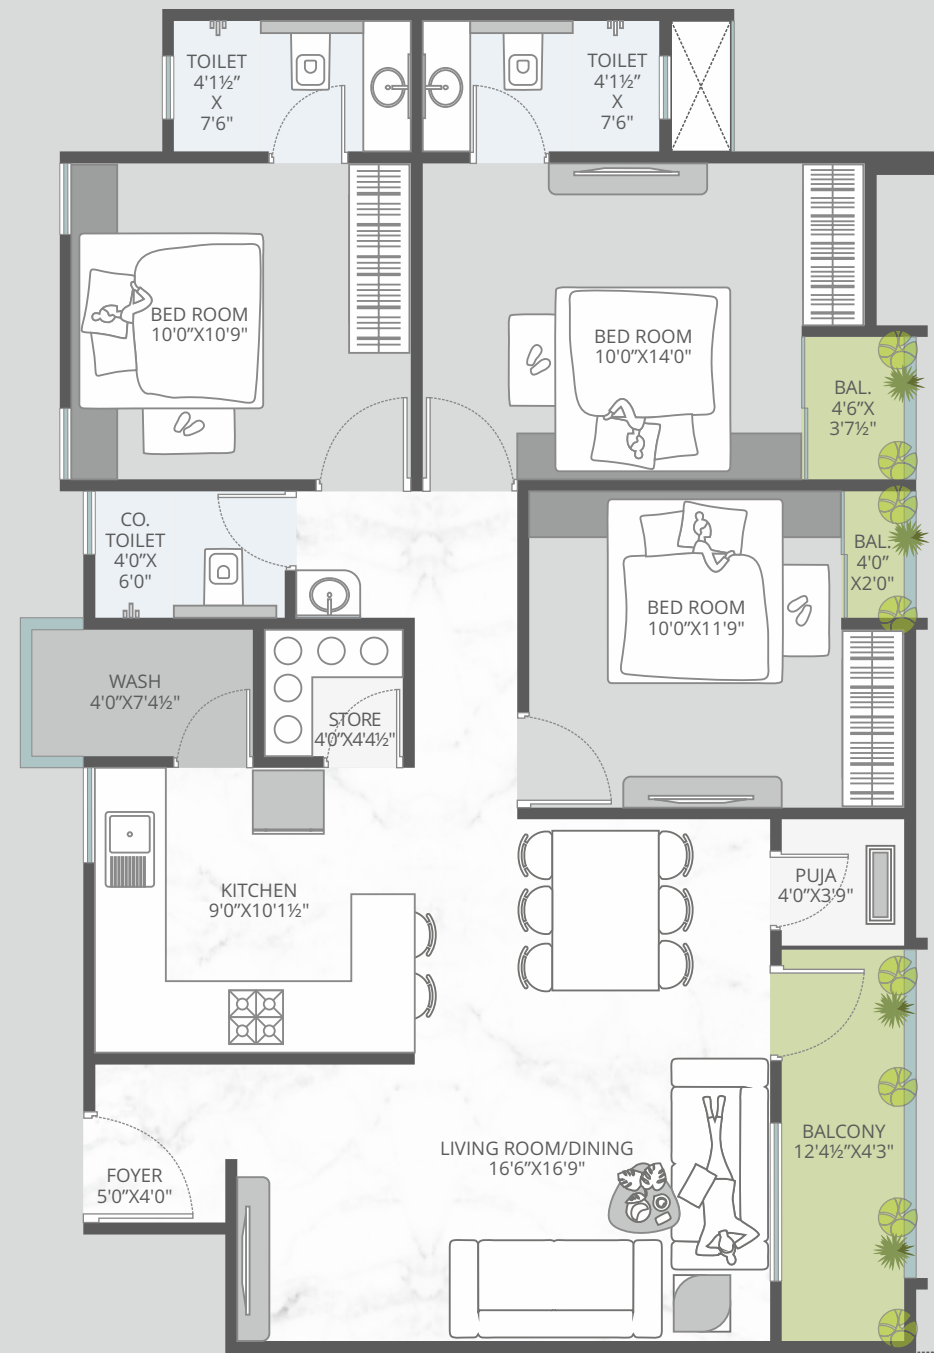 TOILET
4'1½”
X
7'6"
TOILET
4'1½”
X
7'6"
BED ROOM
10'0”X10'9"
BED ROOM
10'0”X14'0"
BAL.
4'6”X
3'7½"
CO.
TOILET
4'0”X
6'0"
BAL.
4'0”
X2'0"
BED ROOM
10'0”X11'9"
WASH
4'0”X7'4½"
STORE
4'0”X4'4½"
KITCHEN
9'0”X10'1½"
PUJA
4'0”X3'9"
LIVING ROOM/DINING
16'6”X16'9"
BALCONY
12'4½”X4'3"
FOYER
5'0”X4'0"